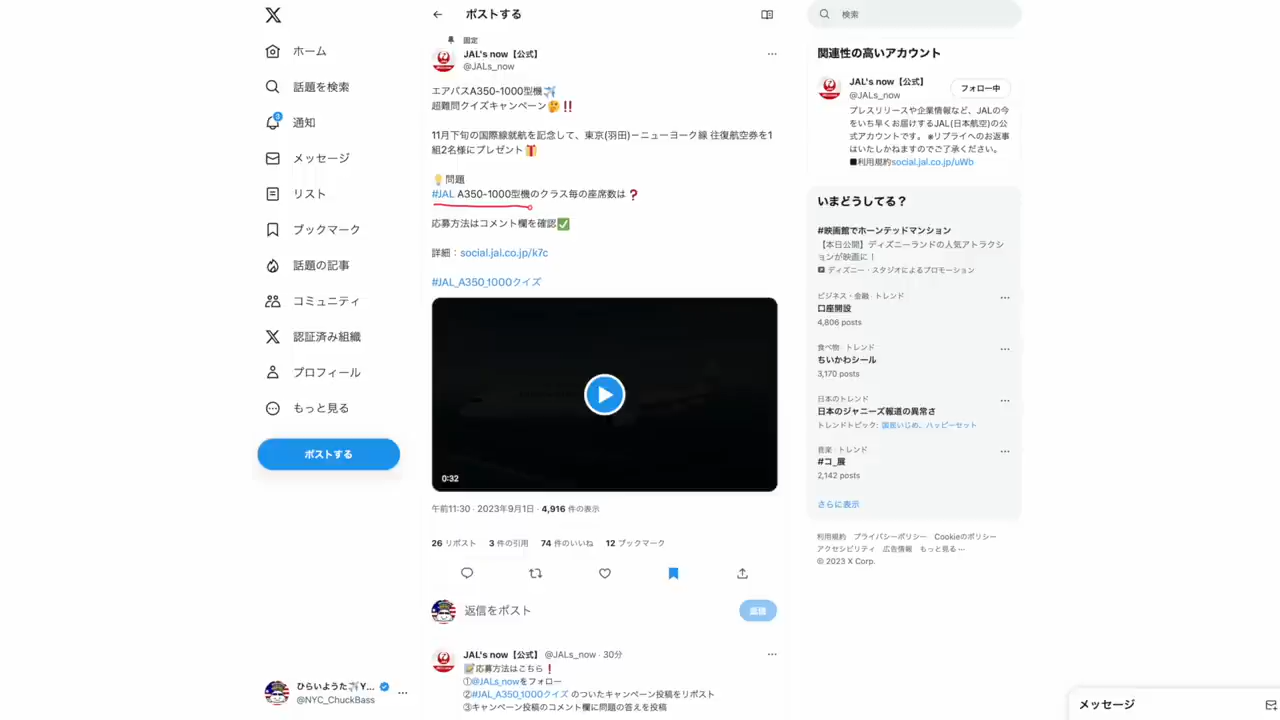 ホーム
話題を検索
3
通知
メッセージ
リスト
ブックマーク
話題の記事
コミュニティ
認証済み組織
プロフィール
もっと見る
ポストする
ひらいようた✈️Y...
@NYC_ChuckBass
ポストする
固定
JAL's now【公式】
@JALs_now
エアバスA350-1000型機✈️
超難問クイズキャンペーン🤔‼️
11月下旬の国際線就航を記念して、東京(羽田)ーニューヨーク線 往復航空券を1
組2名様にプレゼント🎁
💡問題
#JAL A350-1000型機のクラス毎の座席数は❓
応募方法はコメント欄を確認✅
詳細：social.jal.co.jp/k7c
#JAL_A350_1000クイズ
0:32
午前11:30 · 2023年9月1日 · 4,916 件の表示
26 リポスト 3 件の引用 74 件のいいね 12 ブックマーク
返信をポスト
JAL's now【公式】 @JALs_now · 30分
📝応募方法はこちら❗
①@JALs_nowをフォロー
②#JAL_A350_1000クイズ のついたキャンペーン投稿をリポスト
③キャンペーン投稿のコメント欄に問題の答えを投稿
検索
関連性の高いアカウント
JAL's now【公式】
@JALs_now
フォロー中
プレスリリースや企業情報など、JALの今
をいち早くお届けするJAL(日本航空)の公
式アカウントです。 ※リプライへのお返事
はいたしかねますのでご了承ください。
■利用規約social.jal.co.jp/uWb
いまどうしてる？
#映画館でホーンテッドマンション
【本日公開】ディズニーランドの人気アトラクシ
ョンが映画に！
ディズニー・スタジオによるプロモーション
ビジネス・金融 · トレンド
口座開設
4,806 posts
食べ物 · トレンド
ちいかわシール
3,170 posts
日本のトレンド
日本のジャニーズ報道の異常さ
トレンドトピック: 国民いじめ、ハッピーセット
音楽 · トレンド
#コ_展
2,142 posts
さらに表示
利用規約 プライバシーポリシー Cookieのポリシー
アクセシビリティ 広告情報 もっと見る ···
© 2023 X Corp.
メッセージ